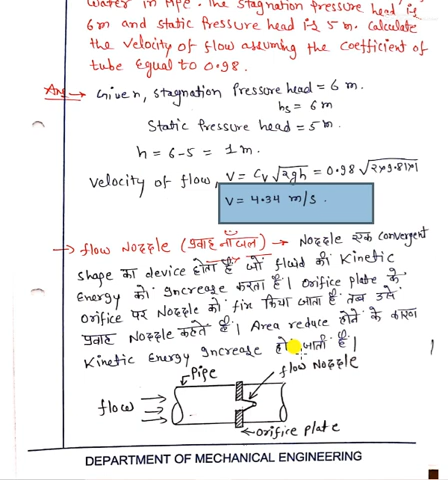 water in Pipe. The stagnation pressure head is
6m and static Pressure head is 5 m. Calculate
the velocity of flow assuming the coefficient of
tube Equal to 0.98.
Ans → Given, stagnation Pressure head = 6 m.
hs = 6m
Static Pressure head = 5 m.
h = 6-5 = 1 m.
velocity of flow, V = Cv √2gh = 0.98 √2×9.81×1
V = 4.34 m/s.
→ flow Nozzle (प्रवाह नोजल) → Nozzle एक convergent
shape का device होता है जो fluid की Kinetic
Energy को Increase करता है। Orifice plate के
Orifice पर Nozzle को fix किया जाता है तब उसे
प्रवाह Nozzle कहते हैं। Area reduce होने के कारण
Kinetic Energy Increase हो जाती है।
Pipe
flow Nozzle
flow
Orifice plate
DEPARTMENT OF MECHANICAL ENGINEERING